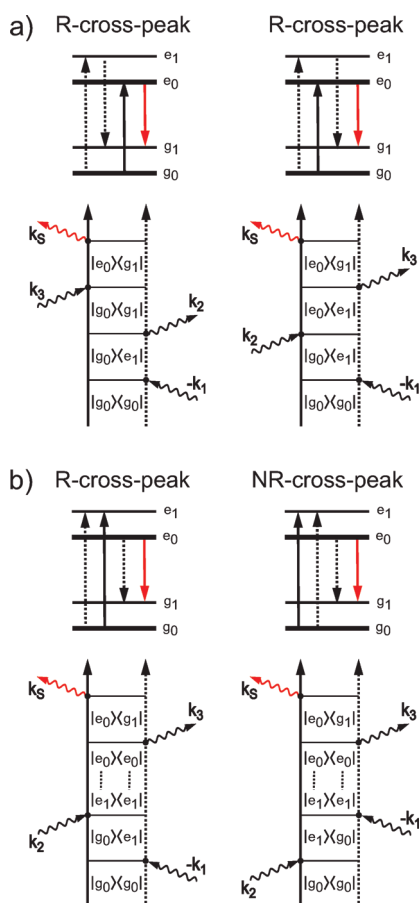 a) R-cross-peak R-cross-peak
e₁ e₁
e₀ e₀
g₁ g₁
g₀ g₀
kS kS
|e₀⟩⟨g₁| |e₀⟩⟨g₁| k₃
k₃ k₂
|g₀⟩⟨g₁| |e₀⟩⟨e₁|
k₂
|g₀⟩⟨e₁| |g₀⟩⟨e₁|
-k₁ -k₁
|g₀⟩⟨g₀| |g₀⟩⟨g₀|
b) R-cross-peak NR-cross-peak
e₁ e₁
e₀ e₀
g₁ g₁
g₀ g₀
kS kS
|e₀⟩⟨g₁| k₃ |e₀⟩⟨g₁| k₃
|e₀⟩⟨e₀| |e₀⟩⟨e₀|
|e₁⟩⟨e₁| |e₁⟩⟨e₁|
k₂ -k₁
|g₀⟩⟨e₁| |e₁⟩⟨g₀|
-k₁ k₂
|g₀⟩⟨g₀| |g₀⟩⟨g₀|